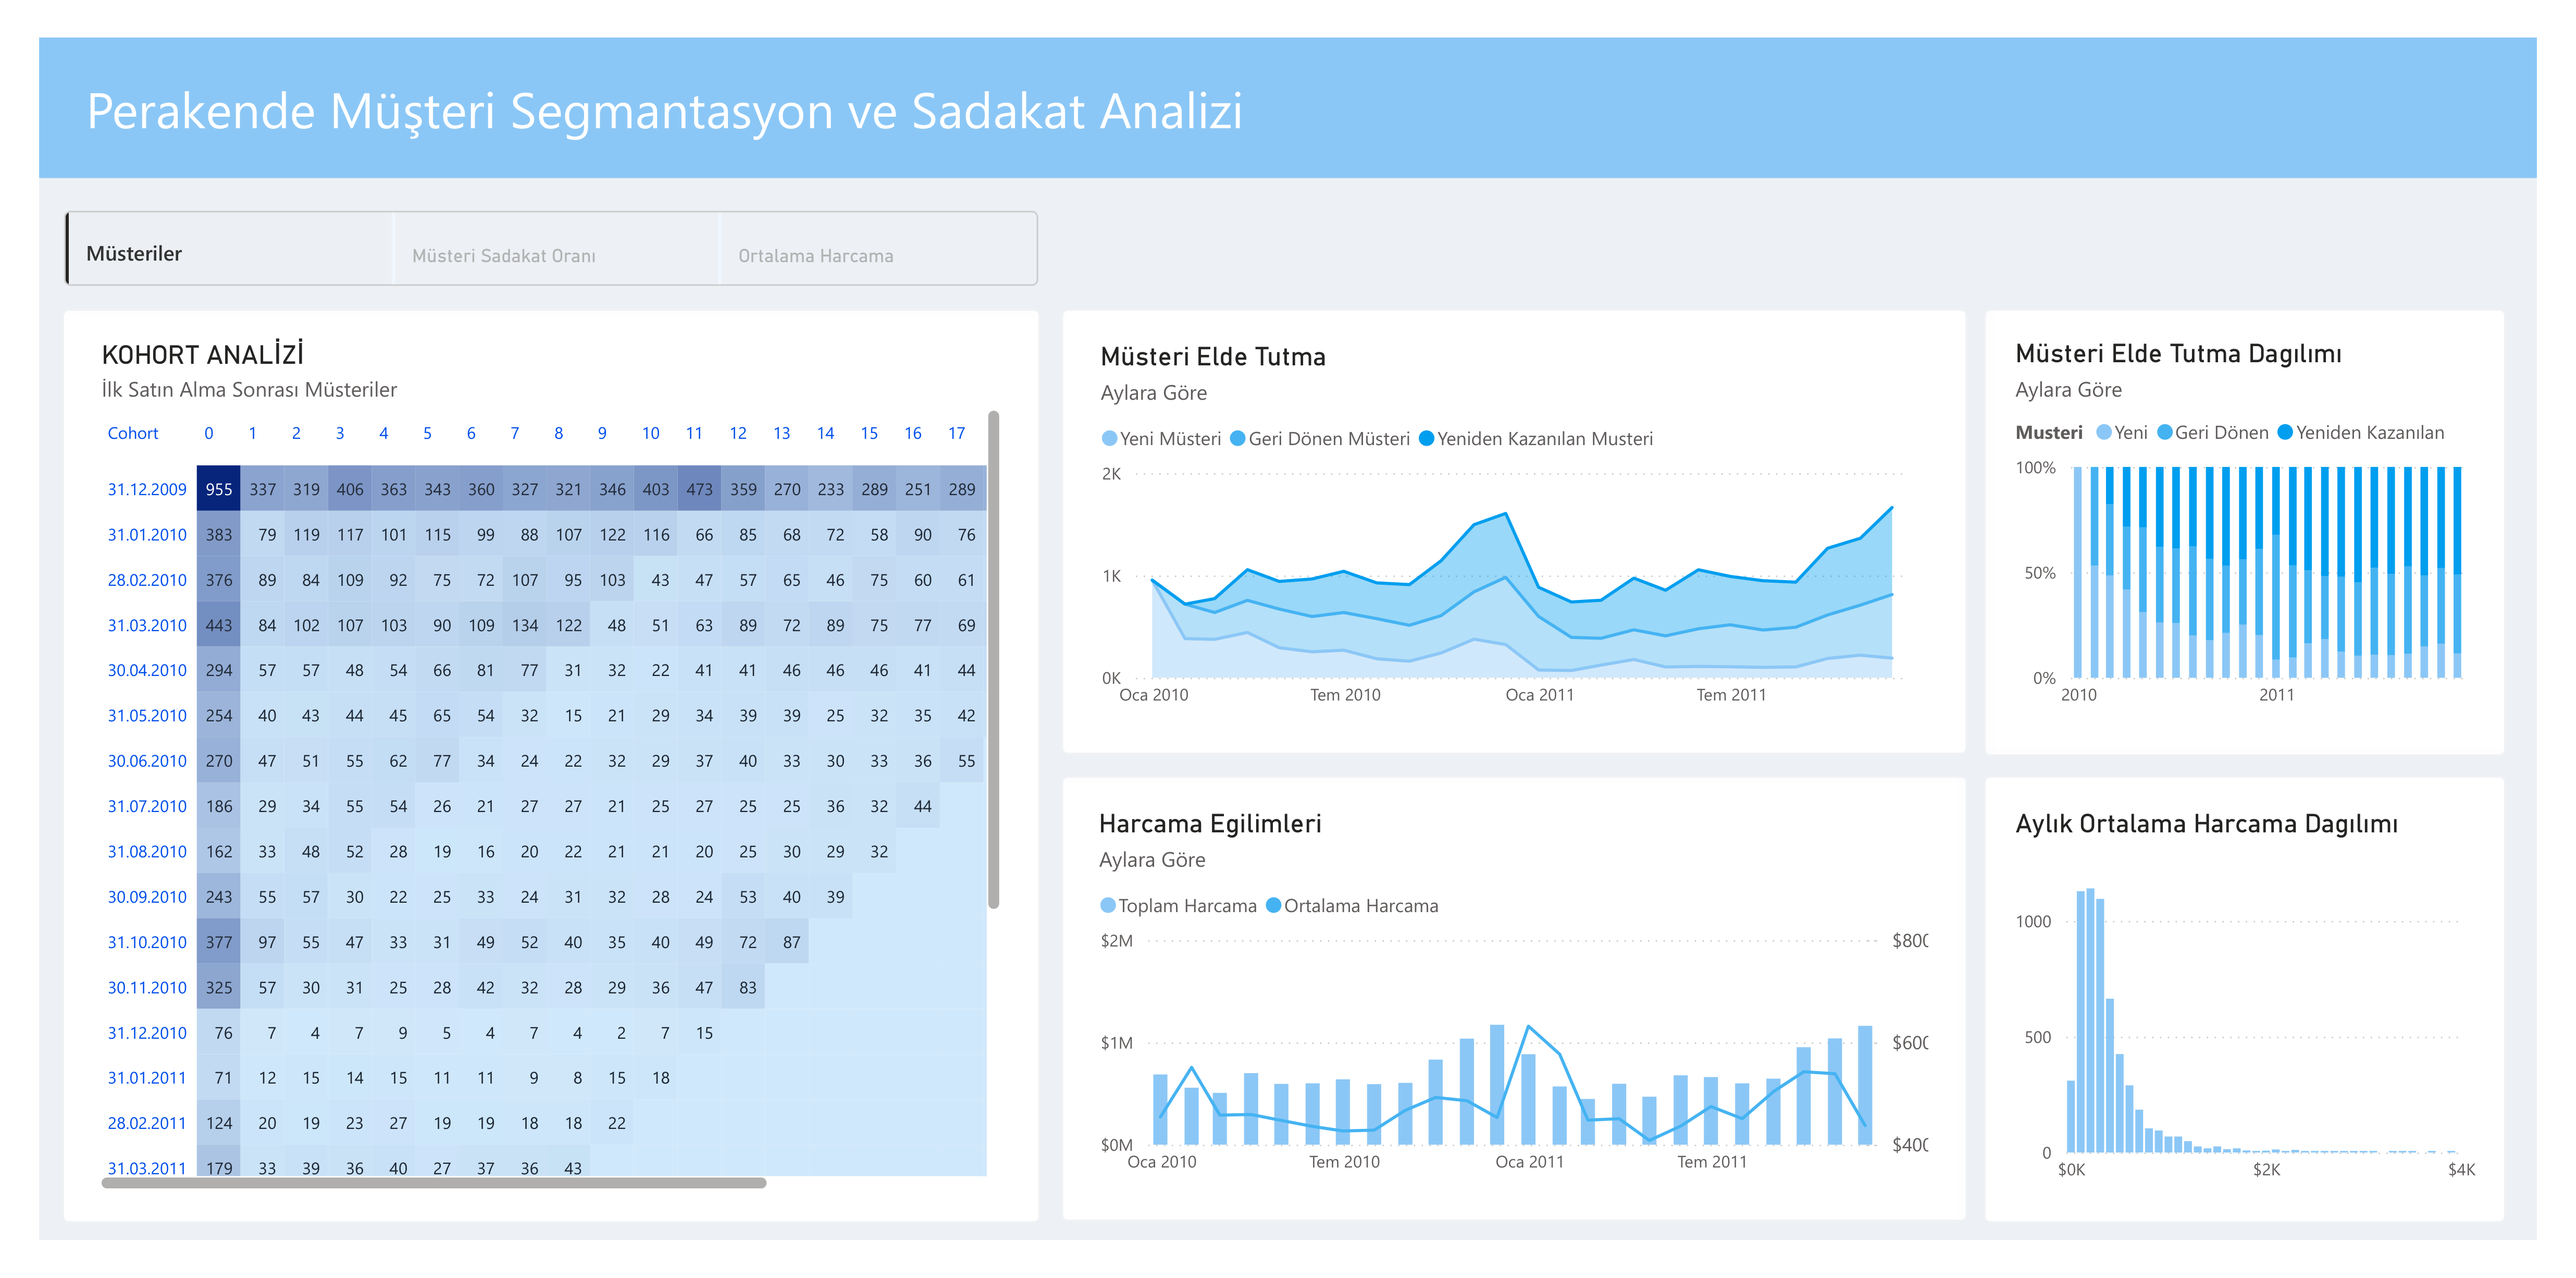 Perakende Müşteri Segmantasyon ve Sadakat Analizi
Müsteriler
Müsteri Sadakat Oranı
Ortalama Harcama
KOHORT ANALİZİ
İlk Satın Alma Sonrası Müsteriler
Cohort 0 1 2 3 4 5 6 7 8 9 10 11 12 13 14 15 16 17
31.12.2009 955 337 319 406 363 343 360 327 321 346 403 473 359 270 233 289 251 289
31.01.2010 383 79 119 117 101 115 99 88 107 122 116 66 85 68 72 58 90 76
28.02.2010 376 89 84 109 92 75 72 107 95 103 43 47 57 65 46 75 60 61
31.03.2010 443 84 102 107 103 90 109 134 122 48 51 63 89 72 89 75 77 69
30.04.2010 294 57 57 48 54 66 81 77 31 32 22 41 41 46 46 46 41 44
31.05.2010 254 40 43 44 45 65 54 32 15 21 29 34 39 39 25 32 35 42
30.06.2010 270 47 51 55 62 77 34 24 22 32 29 37 40 33 30 33 36 55
31.07.2010 186 29 34 55 54 26 21 27 27 21 25 27 25 25 36 32 44
31.08.2010 162 33 48 52 28 19 16 20 22 21 21 20 25 30 29 32
30.09.2010 243 55 57 30 22 25 33 24 31 32 28 24 53 40 39
31.10.2010 377 97 55 47 33 31 49 52 40 35 40 49 72 87
30.11.2010 325 57 30 31 25 28 42 32 28 29 36 47 83
31.12.2010 76 7 4 7 9 5 4 7 4 2 7 15
31.01.2011 71 12 15 14 15 11 11 9 8 15 18
28.02.2011 124 20 19 23 27 19 19 18 18 22
31.03.2011 179 33 39 36 40 27 37 36 43
Müsteri Elde Tutma
Aylara Göre
Yeni Müsteri Geri Dönen Müsteri Yeniden Kazanılan Musteri
2K
1K
0K
Oca 2010 Tem 2010 Oca 2011 Tem 2011
Müsteri Elde Tutma Dagılımı
Aylara Göre
Musteri Yeni Geri Dönen Yeniden Kazanılan
100%
50%
0%
2010 2011
Harcama Egilimleri
Aylara Göre
Toplam Harcama Ortalama Harcama
$2M $800
$1M $600
$0M $400
Oca 2010 Tem 2010 Oca 2011 Tem 2011
Aylık Ortalama Harcama Dagılımı
1000
500
0
$0K $2K $4K